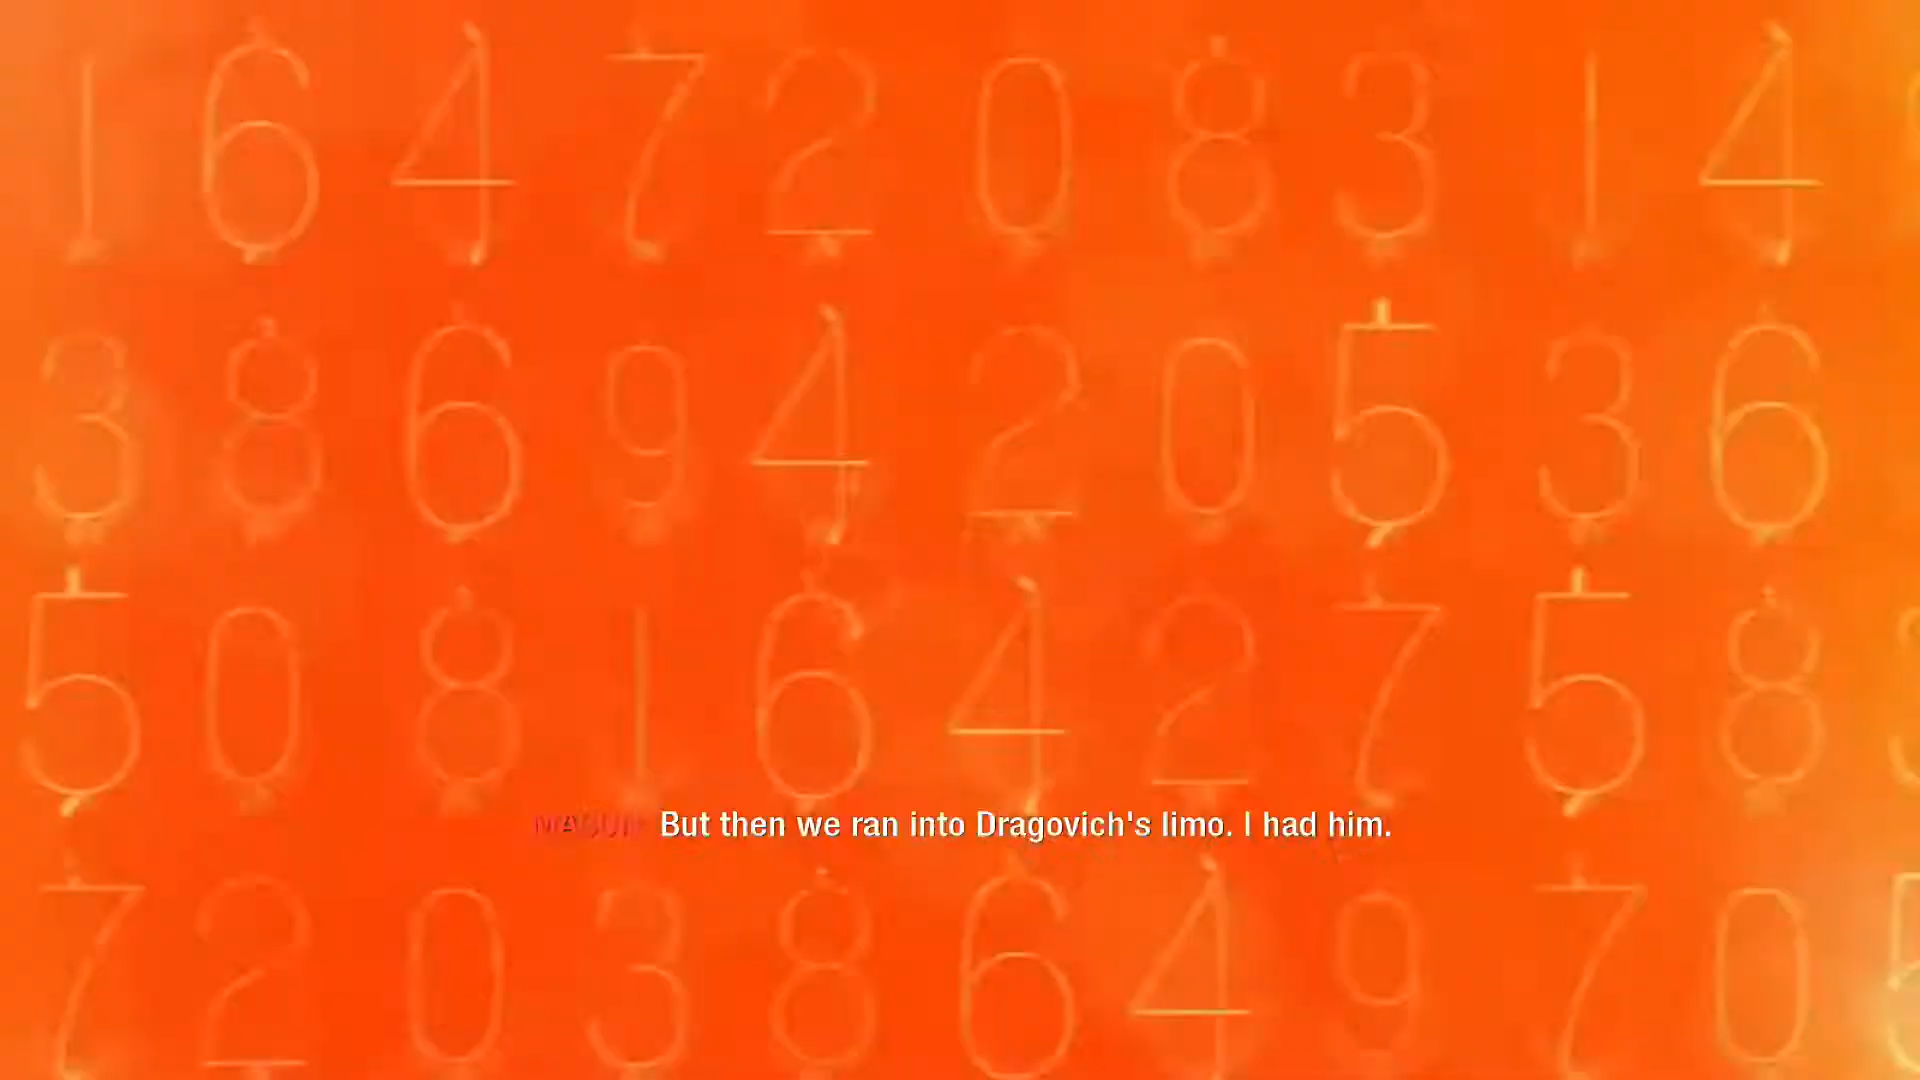 1 6 4 7 2 0 8 3 1 4
3 8 6 9 4 2 0 5 3 6
5 0 8 1 6 4 2 7 5 8
MASON: But then we ran into Dragovich's limo. I had him.
7 2 0 3 8 6 4 9 7 0 5